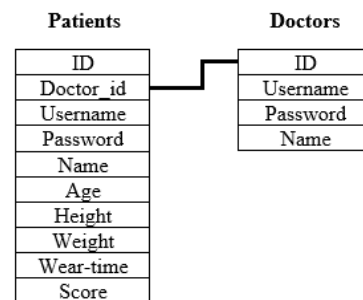 Patients
ID
Doctor_id
Username
Password
Name
Age
Height
Weight
Wear-time
Score
Doctors
ID
Username
Password
Name